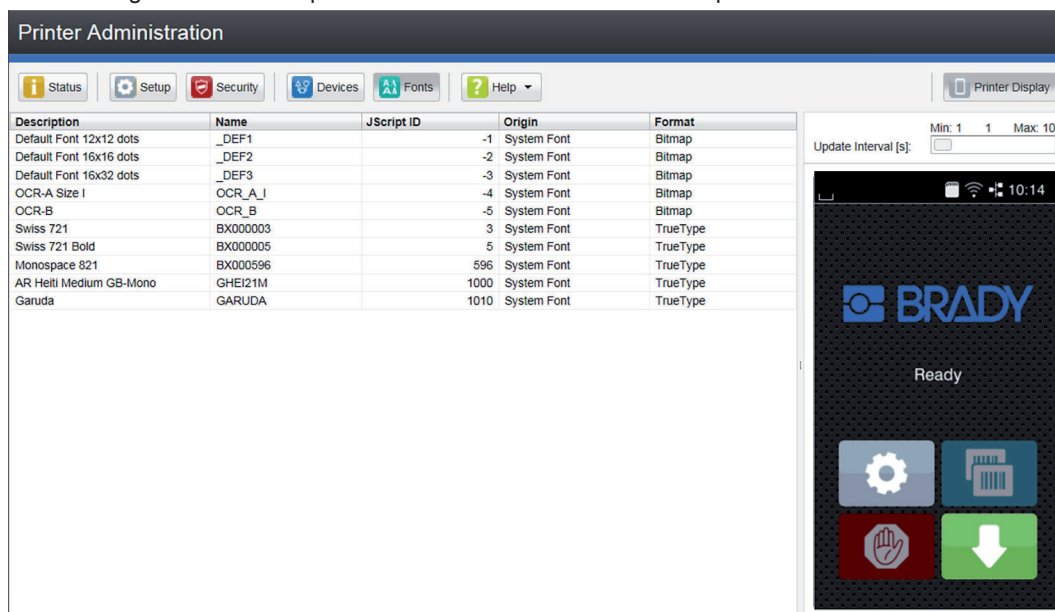 Printer Administration
Status Setup Security Devices Fonts Help Printer Display
Description Name JScript ID Origin Format
Default Font 12x12 dots _DEF1 -1 System Font Bitmap
Default Font 16x16 dots _DEF2 -2 System Font Bitmap
Default Font 16x32 dots _DEF3 -3 System Font Bitmap
OCR-A Size I OCR_A_I -4 System Font Bitmap
OCR-B OCR_B -5 System Font Bitmap
Swiss 721 BX000003 3 System Font TrueType
Swiss 721 Bold BX000005 5 System Font TrueType
Monospace 821 BX000596 596 System Font TrueType
AR Heiti Medium GB-Mono GHEI21M 1000 System Font TrueType
Garuda GARUDA 1010 System Font TrueType
Min: 1 1 Max: 10
Update Interval [s]:
10:14
BRADY
Ready